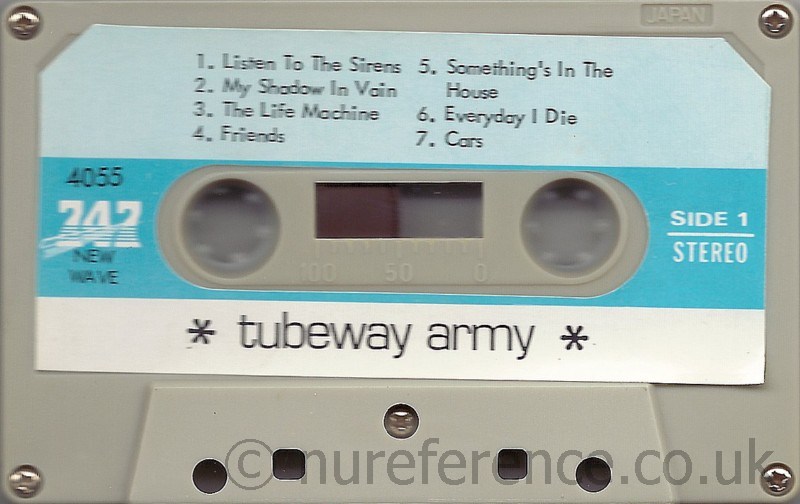 JAPAN
1. Listen To The Sirens
2. My Shadow In Vain
3. The Life Machine
4. Friends
5. Something's In The
House
6. Everyday I Die
7. Cars
4055
747
NEW
WAVE
100 50 0
SIDE 1
STEREO
* tubeway army *
© nureference.co.uk